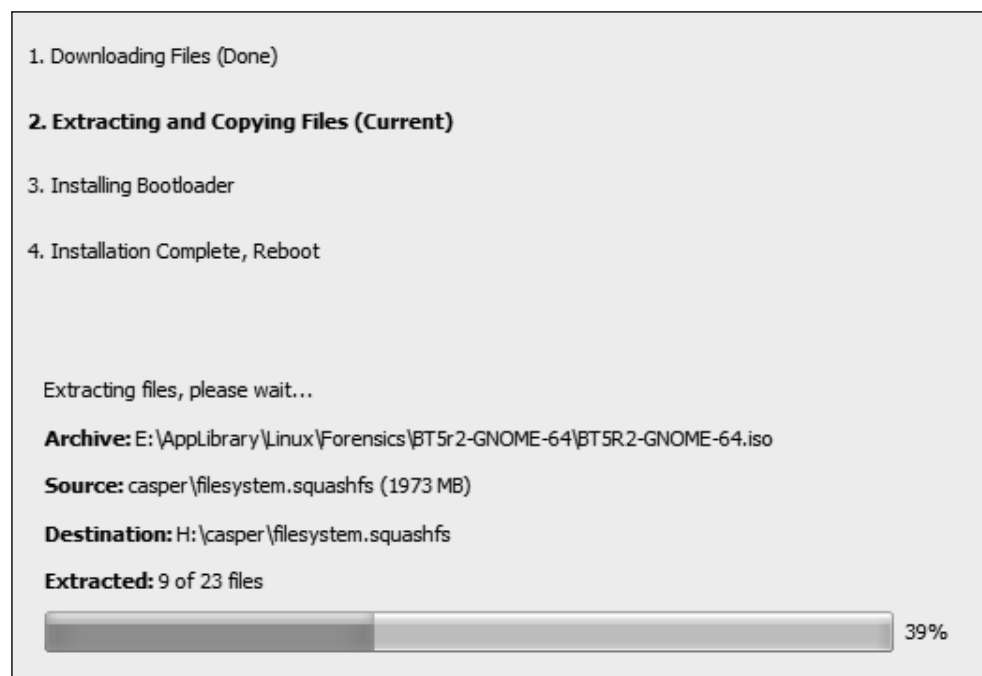 1. Downloading Files (Done)
2. Extracting and Copying Files (Current)
3. Installing Bootloader
4. Installation Complete, Reboot
Extracting files, please wait...
Archive: E:\AppLibrary\Linux\Forensics\BT5r2-GNOME-64\BT5R2-GNOME-64.iso
Source: casper\filesystem.squashfs (1973 MB)
Destination: H:\casper\filesystem.squashfs
Extracted: 9 of 23 files
39%